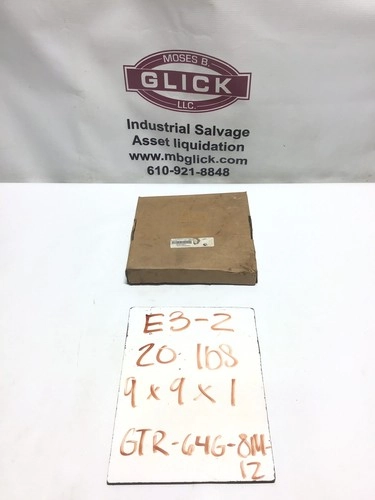 MOSES B.
GLICK
LLC.
Industrial Salvage
Asset liquidation
www.mbglick.com
610-921-8848
E3-2
20 lbs
9 x 9 x 1
GTR-64G-8M-
12